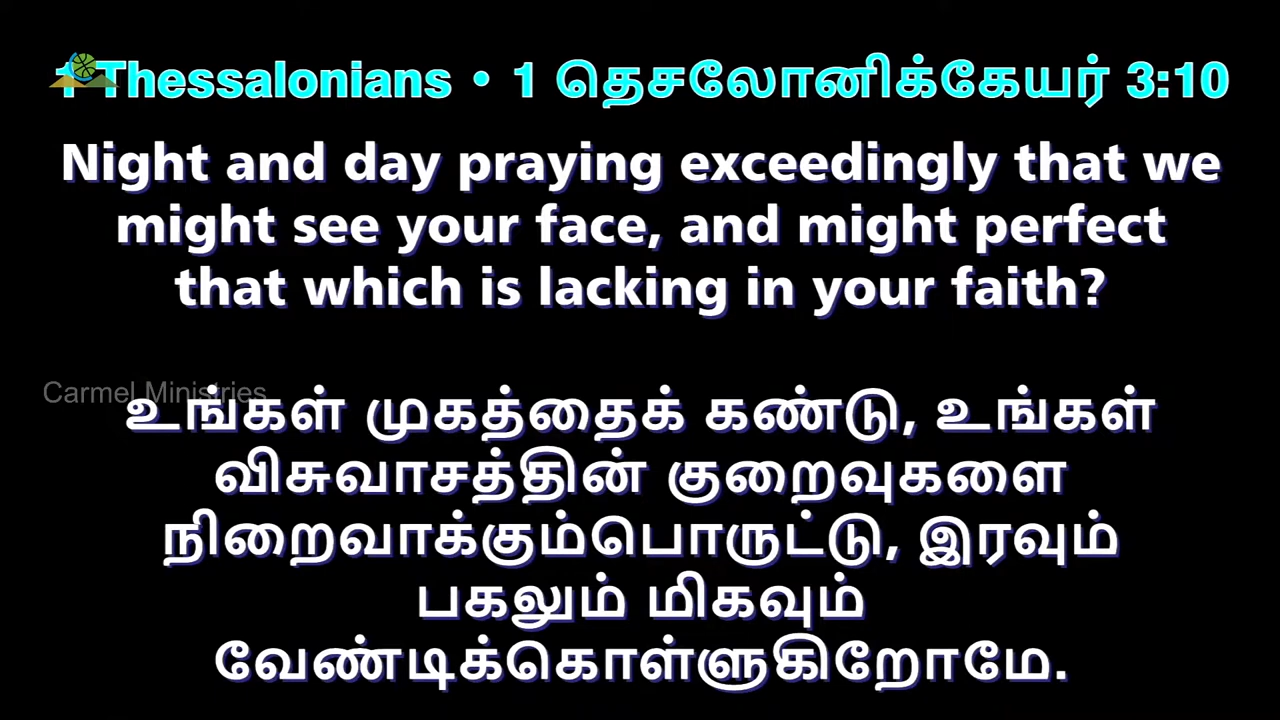 1 Thessalonians • 1 தெசலோனிக்கேயர் 3:10
Night and day praying exceedingly that we
might see your face, and might perfect
that which is lacking in your faith?
Carmel Ministries
உங்கள் முகத்தைக் கண்டு, உங்கள்
விசுவாசத்தின் குறைவுகளை
நிறைவாக்கும்பொருட்டு, இரவும்
பகலும் மிகவும்
வேண்டிக்கொள்ளுகிறோமே.